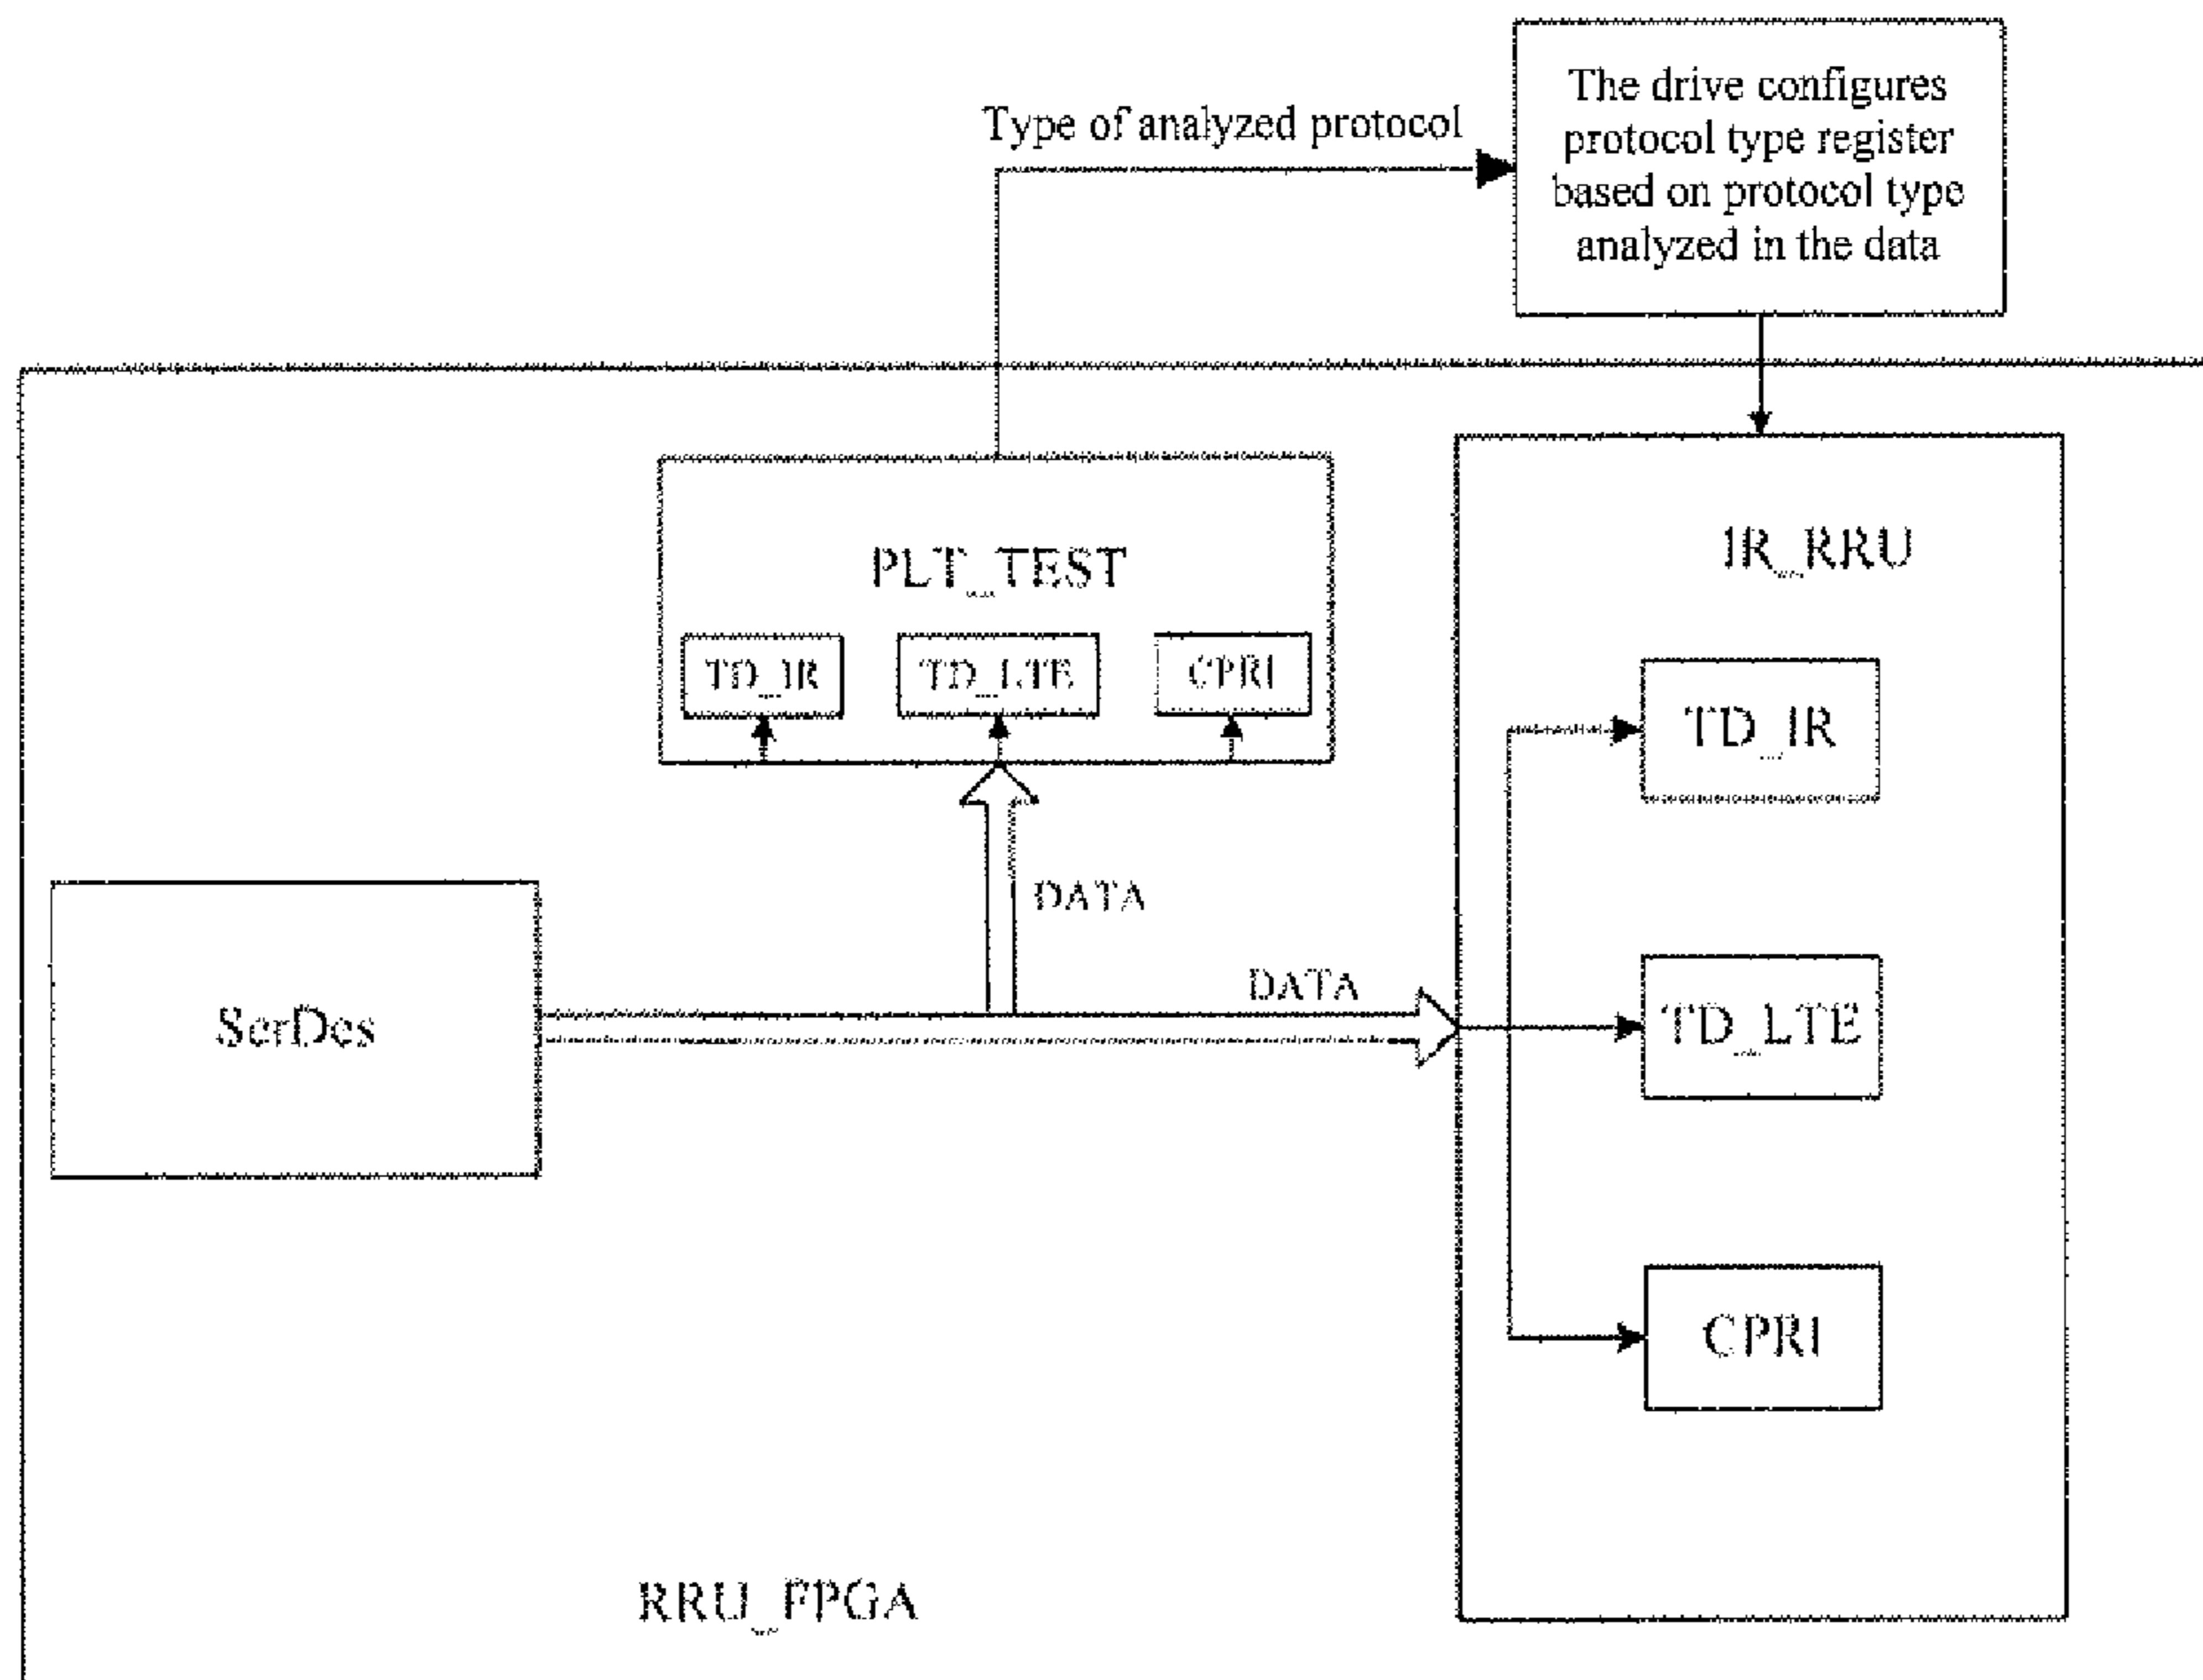 The drive configures
protocol type register
based on protocol type
analyzed in the data
Type of analyzed protocol
PLT_TEST
TD_IR
TD_LTE
CPRI
IR_RRU
TD_IR
DATA
DATA
SerDes
TD_LTE
CPRI
RRU_FPGA